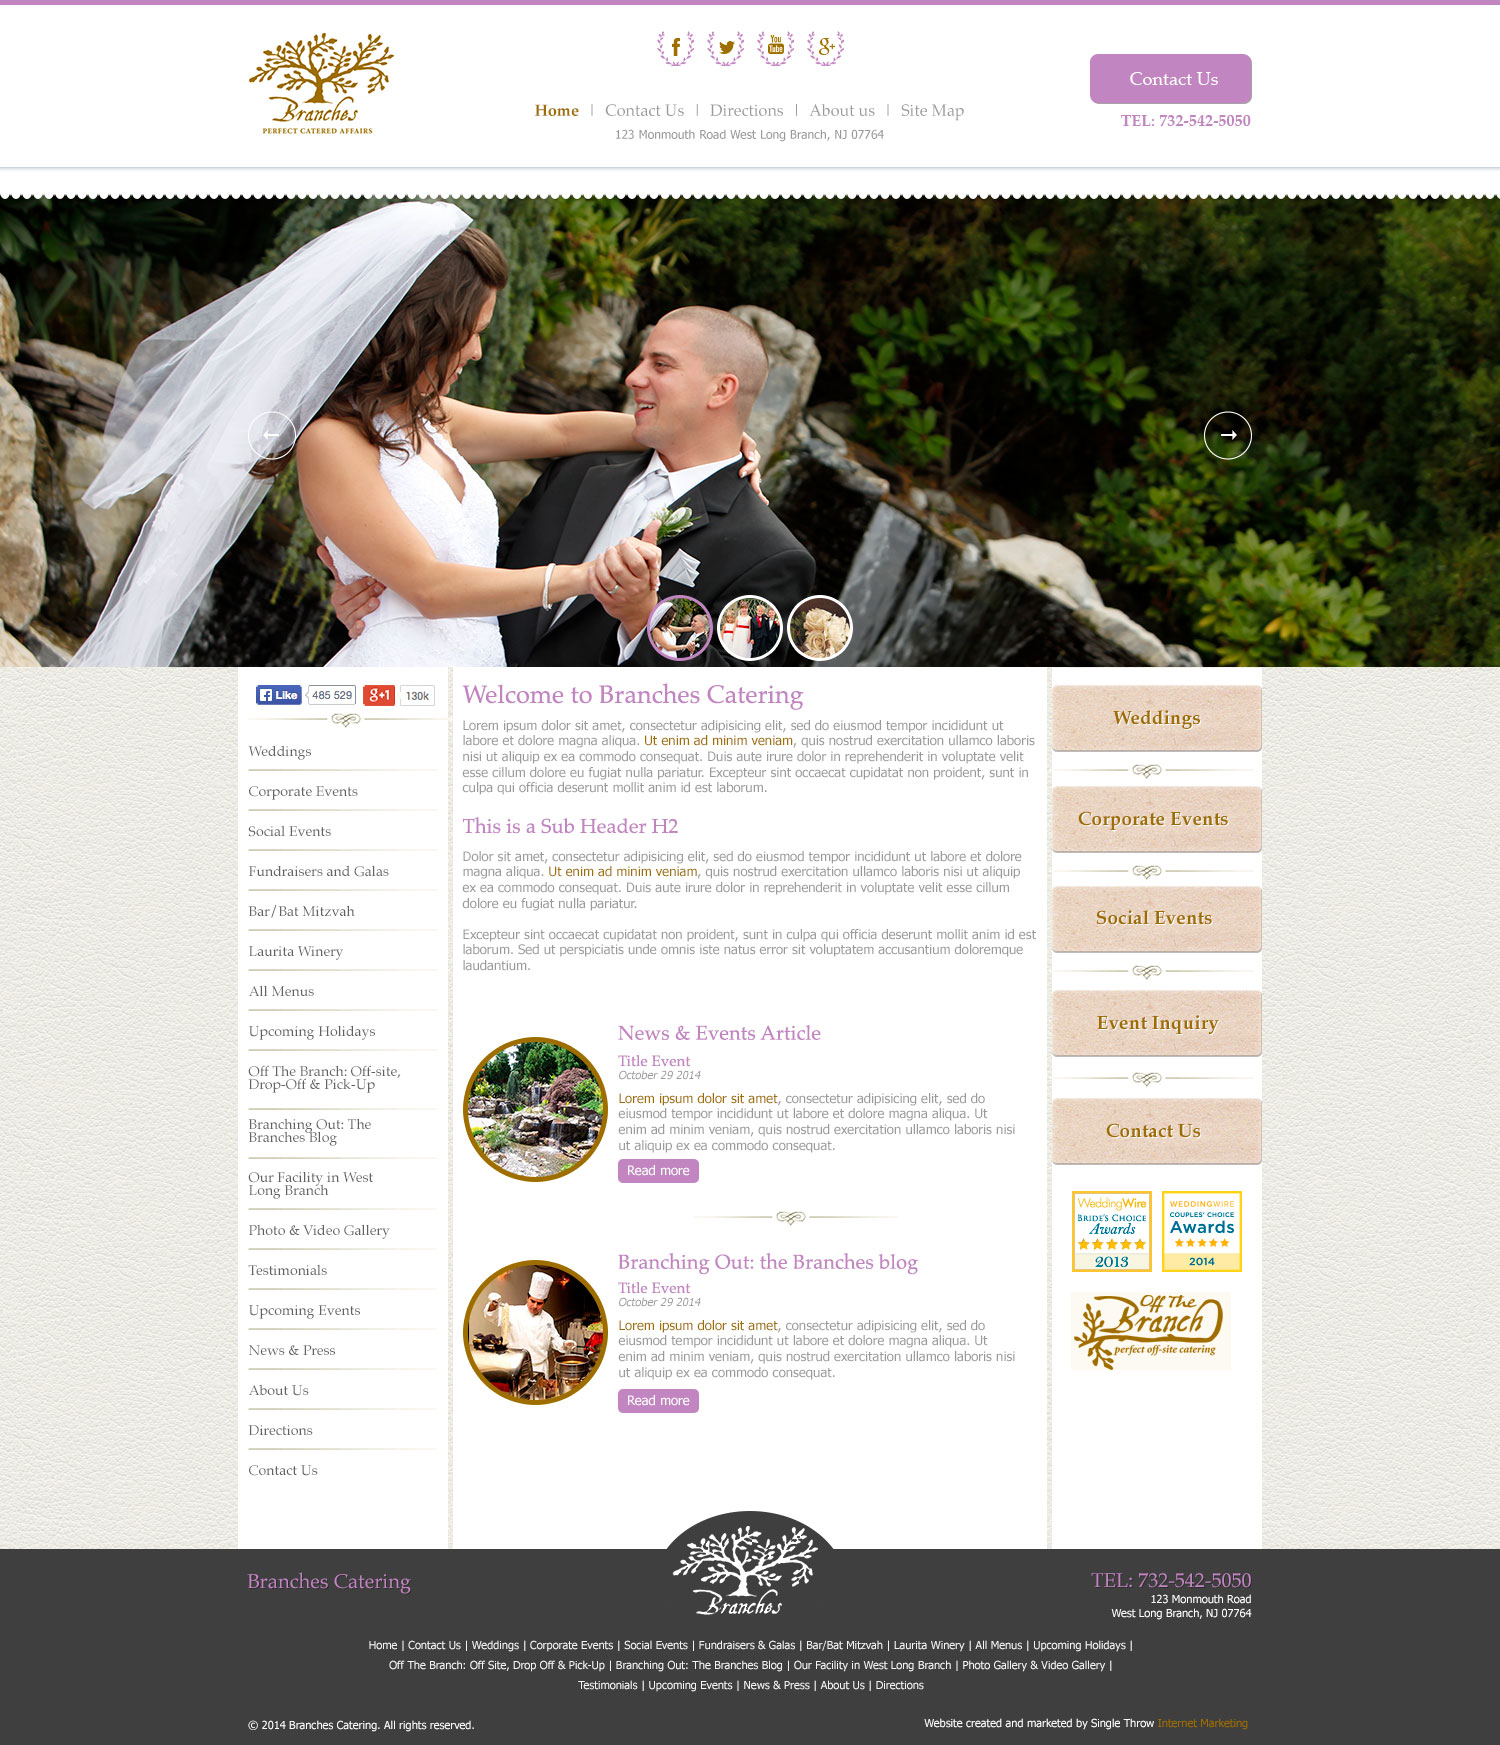 Branches
PERFECT CATERED AFFAIRS
f
You
Tube
g+
Home | Contact Us | Directions | About us | Site Map
123 Monmouth Road West Long Branch, NJ 07764
Contact Us
TEL: 732-542-5050
Like 485 529 g+1 130k
Weddings
Corporate Events
Social Events
Fundraisers and Galas
Bar/Bat Mitzvah
Laurita Winery
All Menus
Upcoming Holidays
Off The Branch: Off-site,
Drop-Off & Pick-Up
Branching Out: The
Branches Blog
Our Facility in West
Long Branch
Photo & Video Gallery
Testimonials
Upcoming Events
News & Press
About Us
Directions
Contact Us
Welcome to Branches Catering
Lorem ipsum dolor sit amet, consectetur adipisicing elit, sed do eiusmod tempor incididunt ut
labore et dolore magna aliqua. Ut enim ad minim veniam, quis nostrud exercitation ullamco laboris
nisi ut aliquip ex ea commodo consequat. Duis aute irure dolor in reprehenderit in voluptate velit
esse cillum dolore eu fugiat nulla pariatur. Excepteur sint occaecat cupidatat non proident, sunt in
culpa qui officia deserunt mollit anim id est laborum.
This is a Sub Header H2
Dolor sit amet, consectetur adipisicing elit, sed do eiusmod tempor incididunt ut labore et dolore
magna aliqua. Ut enim ad minim veniam, quis nostrud exercitation ullamco laboris nisi ut aliquip
ex ea commodo consequat. Duis aute irure dolor in reprehenderit in voluptate velit esse cillum
dolore eu fugiat nulla pariatur.
Excepteur sint occaecat cupidatat non proident, sunt in culpa qui officia deserunt mollit anim id est
laborum. Sed ut perspiciatis unde omnis iste natus error sit voluptatem accusantium doloremque
laudantium.
News & Events Article
Title Event
October 29 2014
Lorem ipsum dolor sit amet, consectetur adipisicing elit, sed do
eiusmod tempor incididunt ut labore et dolore magna aliqua. Ut
enim ad minim veniam, quis nostrud exercitation ullamco laboris nisi
ut aliquip ex ea commodo consequat.
Read more
Branching Out: the Branches blog
Title Event
October 29 2014
Lorem ipsum dolor sit amet, consectetur adipisicing elit, sed do
eiusmod tempor incididunt ut labore et dolore magna aliqua. Ut
enim ad minim veniam, quis nostrud exercitation ullamco laboris nisi
ut aliquip ex ea commodo consequat.
Read more
Weddings
Corporate Events
Social Events
Event Inquiry
Contact Us
WeddingWire
BRIDE'S CHOICE
Awards
2013
WEDDINGWIRE
COUPLES' CHOICE
Awards
2014
Off The
Branch
perfect off-site catering
Branches Catering
Branches
TEL: 732-542-5050
123 Monmouth Road
West Long Branch, NJ 07764
Home | Contact Us | Weddings | Corporate Events | Social Events | Fundraisers & Galas | Bar/Bat Mitzvah | Laurita Winery | All Menus | Upcoming Holidays |
Off The Branch: Off Site, Drop Off & Pick-Up | Branching Out: The Branches Blog | Our Facility in West Long Branch | Photo Gallery & Video Gallery |
Testimonials | Upcoming Events | News & Press | About Us | Directions
© 2014 Branches Catering. All rights reserved.
Website created and marketed by Single Throw Internet Marketing